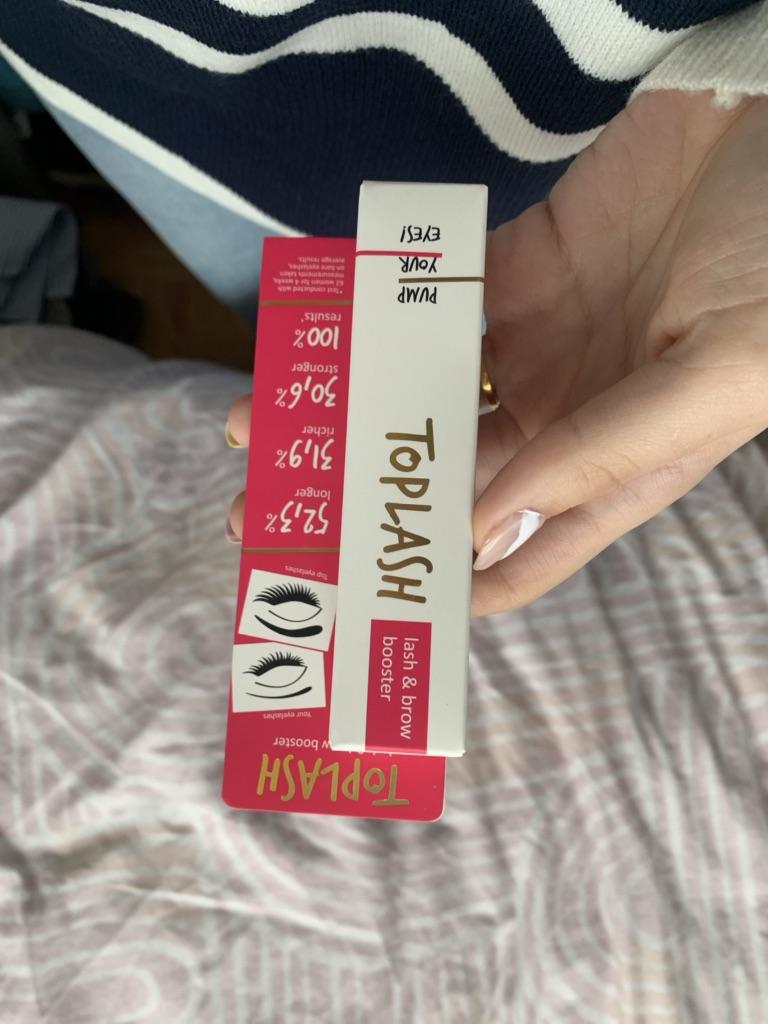 PUMP
YOUR
EYES!
TOPLASH
lash & brow
booster
TOPLASH
w booster
Your eyelashes
Top eyelashes
52,3%
longer
31,9%
richer
30,6%
stronger
100%
results*
*Test conducted with
62 women for 4 weeks,
measurements taken
on bare eyelashes,
average results.